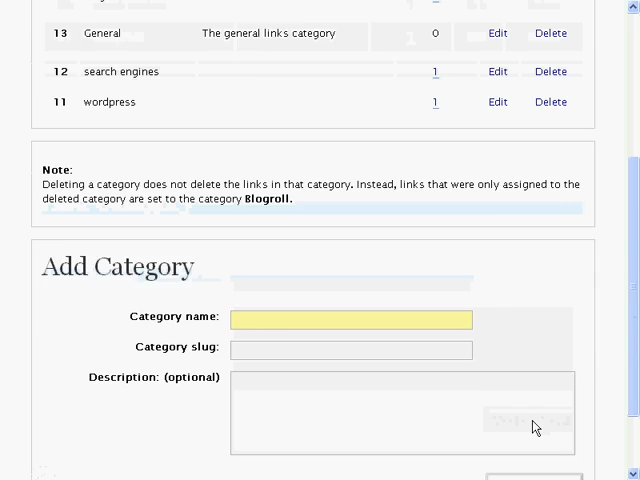 13 General The general links category 0 Edit Delete
12 search engines 1 Edit Delete
11 wordpress 1 Edit Delete
Note:
Deleting a category does not delete the links in that category. Instead, links that were only assigned to the
deleted category are set to the category Blogroll.
Add Category
Category name:
Category slug:
Description: (optional)